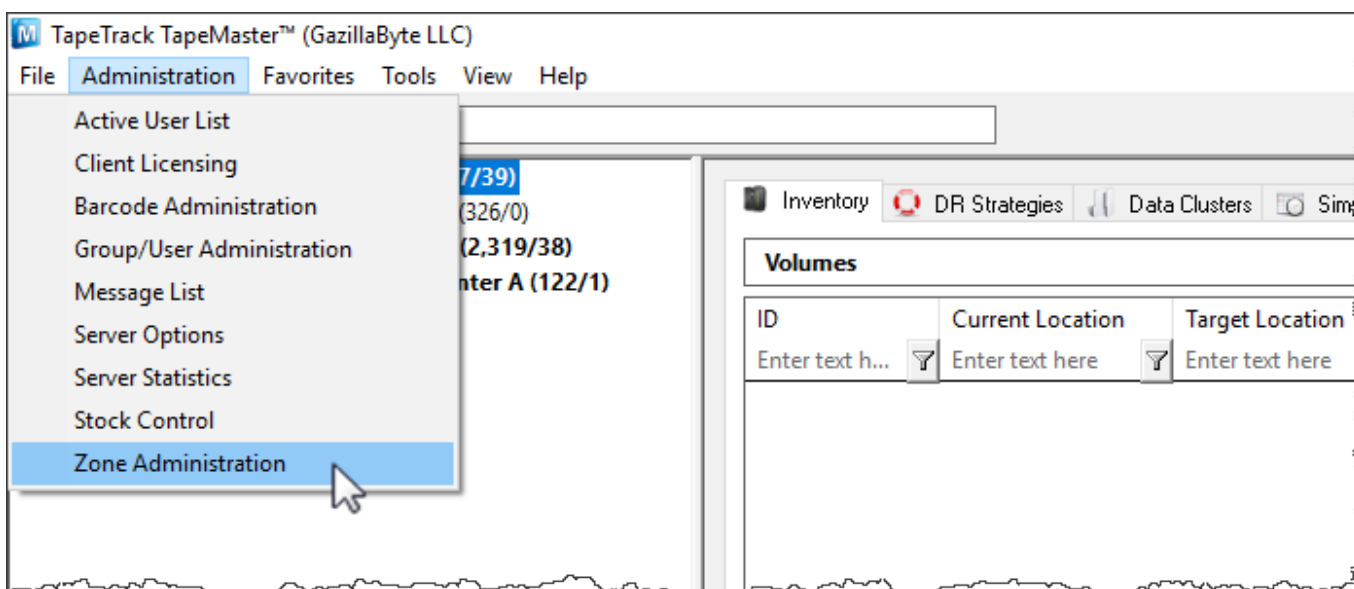 TapeTrack TapeMaster™ (GazillaByte LLC)
File Administration Favorites Tools View Help
Active User List
Client Licensing
Barcode Administration
Group/User Administration
Message List
Server Options
Server Statistics
Stock Control
Zone Administration
7/39)
(326/0)
(2,319/38)
nter A (122/1)
Inventory DR Strategies Data Clusters Sim
Volumes
ID Current Location Target Location
Enter text h... Enter text here Enter text here